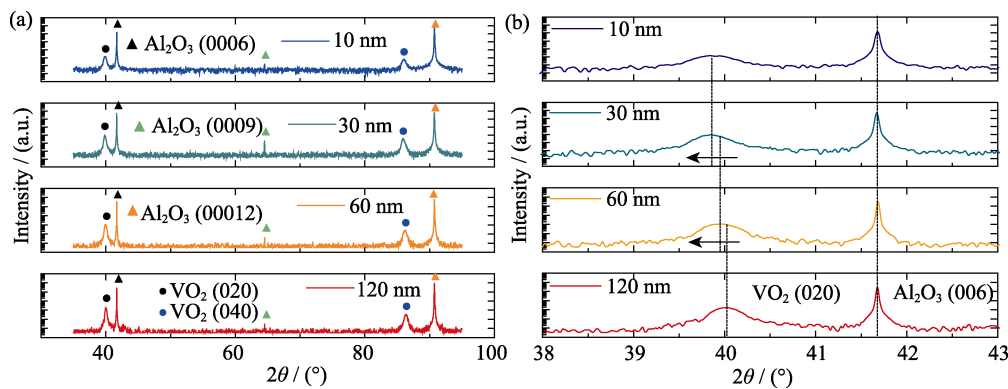 (a)
▲ Al₂O₃ (0006)
10 nm
▲ Al₂O₃ (0009)
30 nm
▲ Al₂O₃ (00012)
60 nm
● VO₂ (020)
● VO₂ (040)
120 nm
Intensity / (a.u.)
40 60 80 100
2θ / (°)
(b)
10 nm
30 nm
60 nm
120 nm
VO₂ (020)
Al₂O₃ (006)
Intensity / (a.u.)
38 39 40 41 42 43
2θ / (°)